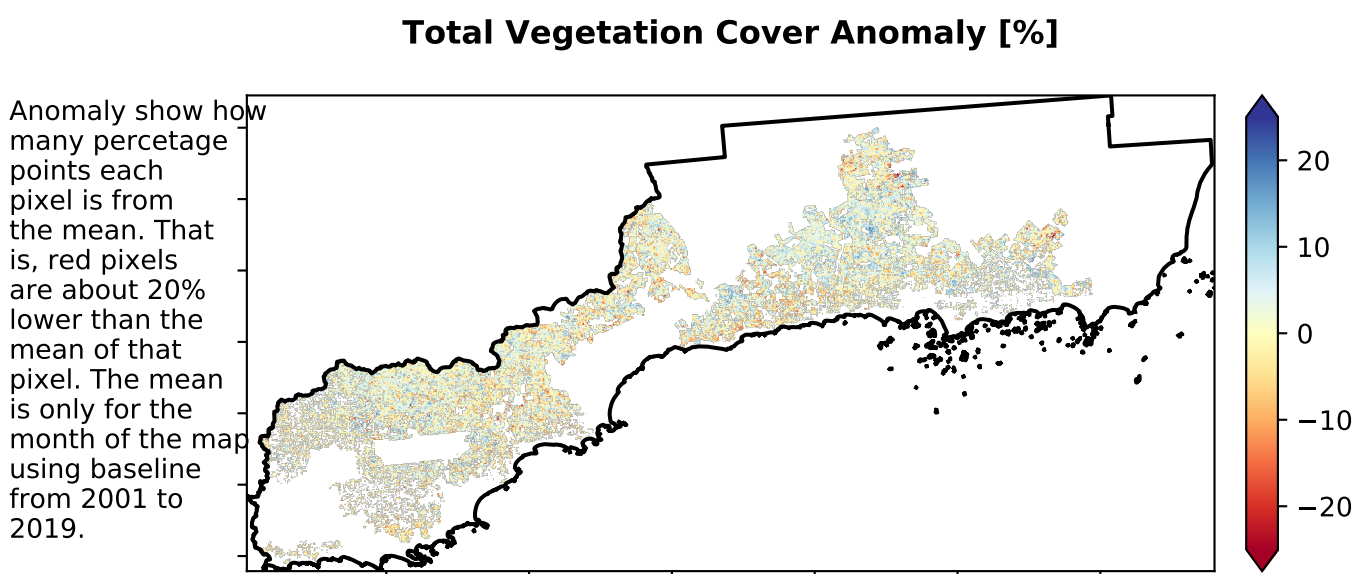 Total Vegetation Cover Anomaly [%]
Anomaly show how
many percetage
points each
pixel is from
the mean. That
is, red pixels
are about 20%
lower than the
mean of that
pixel. The mean
is only for the
month of the map
using baseline
from 2001 to
2019.
20
10
0
−10
−20